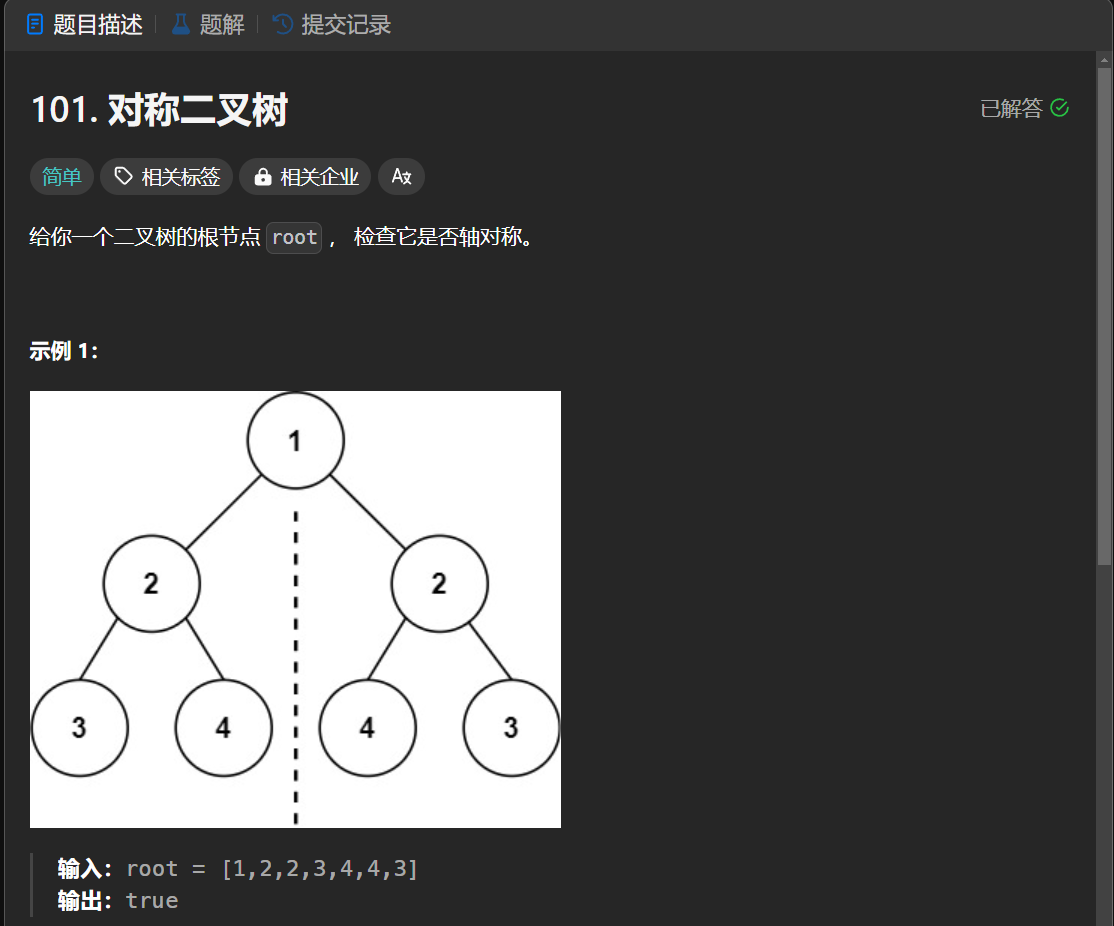 题目描述 题解 提交记录
101. 对称二叉树 已解答
简单 相关标签 相关企业 Aあ
给你一个二叉树的根节点 root ， 检查它是否轴对称。
示例 1：
1
2 2
3 4 4 3
输入：root = [1,2,2,3,4,4,3]
输出：true